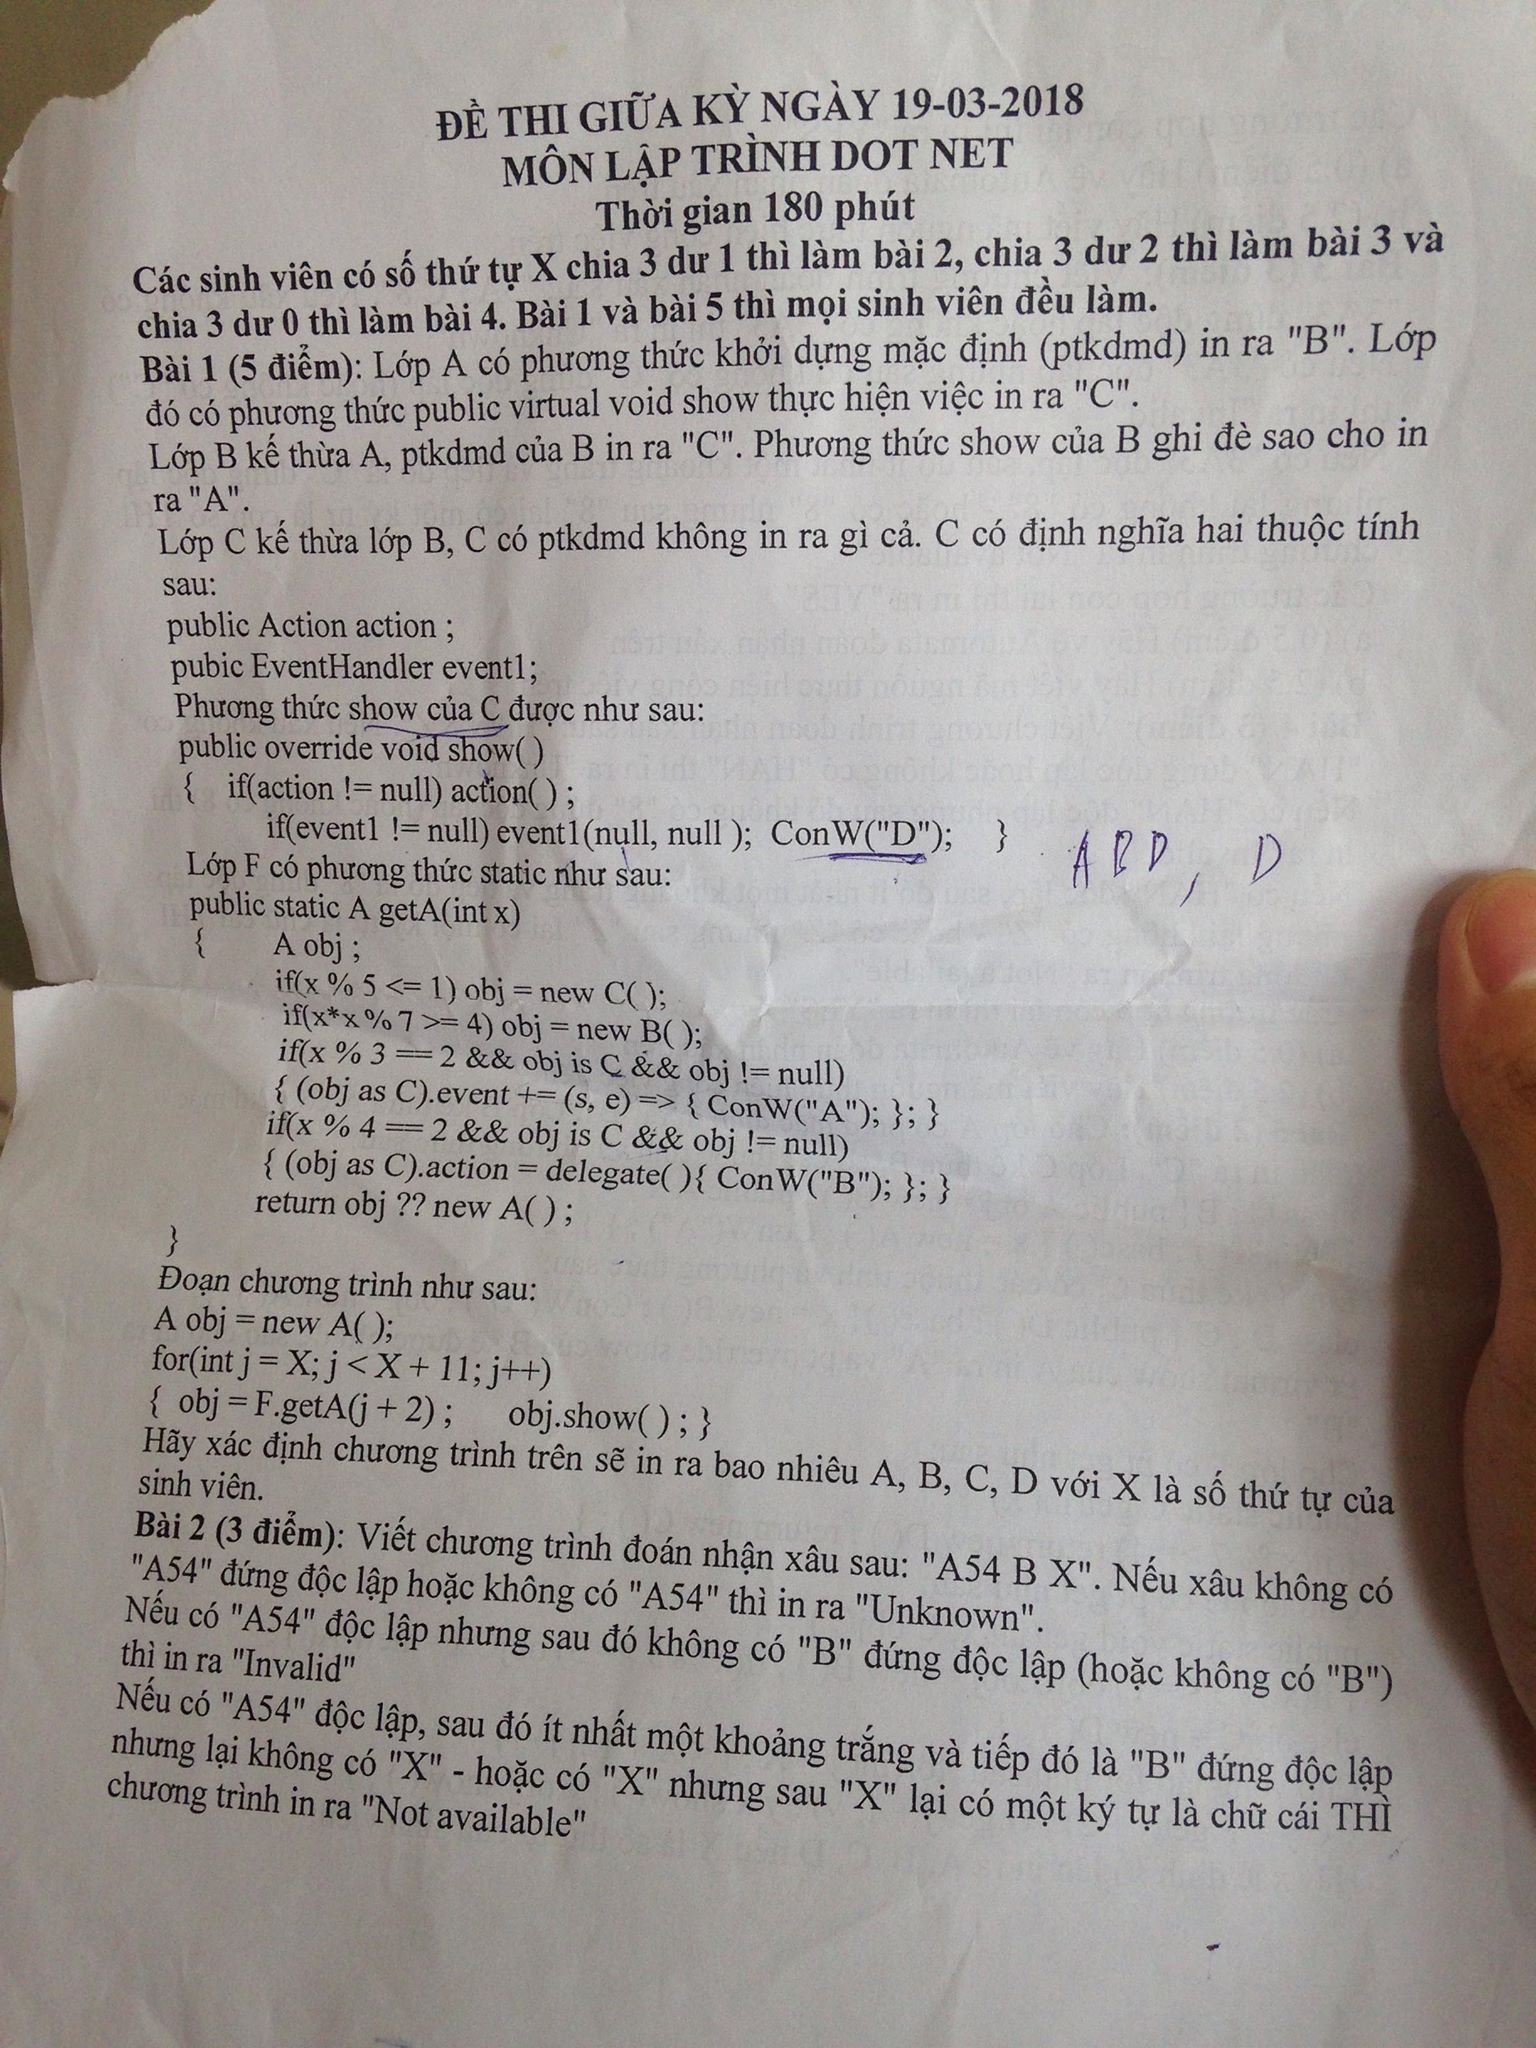 ĐỀ THI GIỮA KỲ NGÀY 19-03-2018
MÔN LẬP TRÌNH DOT NET
Thời gian 180 phút
Các sinh viên có số thứ tự X chia 3 dư 1 thì làm bài 2, chia 3 dư 2 thì làm bài 3 và
chia 3 dư 0 thì làm bài 4. Bài 1 và bài 5 thì mọi sinh viên đều làm.
Bài 1 (5 điểm): Lớp A có phương thức khởi dựng mặc định (ptkdmd) in ra "B". Lớp
đó có phương thức public virtual void show thực hiện việc in ra "C".
Lớp B kế thừa A, ptkdmd của B in ra "C". Phương thức show của B ghi đè sao cho in
ra "A".
Lớp C kế thừa lớp B, C có ptkdmd không in ra gì cả. C có định nghĩa hai thuộc tính
sau:
public Action action ;
pubic EventHandler event1;
Phương thức show của C được như sau:
public override void show( )
{ if(action != null) action( ) ;
if(event1 != null) event1(null, null ); ConW("D"); }
ABD, D
Lớp F có phương thức static như sau:
public static A getA(int x)
{ A obj ;
if(x % 5 <= 1) obj = new C( );
if(x*x % 7 >= 4) obj = new B( );
if(x % 3 == 2 && obj is C && obj != null)
{ (obj as C).event += (s, e) => { ConW("A"); }; }
if(x % 4 == 2 && obj is C && obj != null)
{ (obj as C).action = delegate( ){ ConW("B"); }; }
return obj ?? new A( ) ;
}
Đoạn chương trình như sau:
A obj = new A( );
for(int j = X; j < X + 11; j++)
{ obj = F.getA(j + 2) ; obj.show( ) ; }
Hãy xác định chương trình trên sẽ in ra bao nhiêu A, B, C, D với X là số thứ tự của
sinh viên.
Bài 2 (3 điểm): Viết chương trình đoán nhận xâu sau: "A54 B X". Nếu xâu không có
"A54" đứng độc lập hoặc không có "A54" thì in ra "Unknown".
Nếu có "A54" độc lập nhưng sau đó không có "B" đứng độc lập (hoặc không có "B")
thì in ra "Invalid"
Nếu có "A54" độc lập, sau đó ít nhất một khoảng trắng và tiếp đó là "B" đứng độc lập
nhưng lại không có "X" - hoặc có "X" nhưng sau "X" lại có một ký tự là chữ cái THÌ
chương trình in ra "Not available"